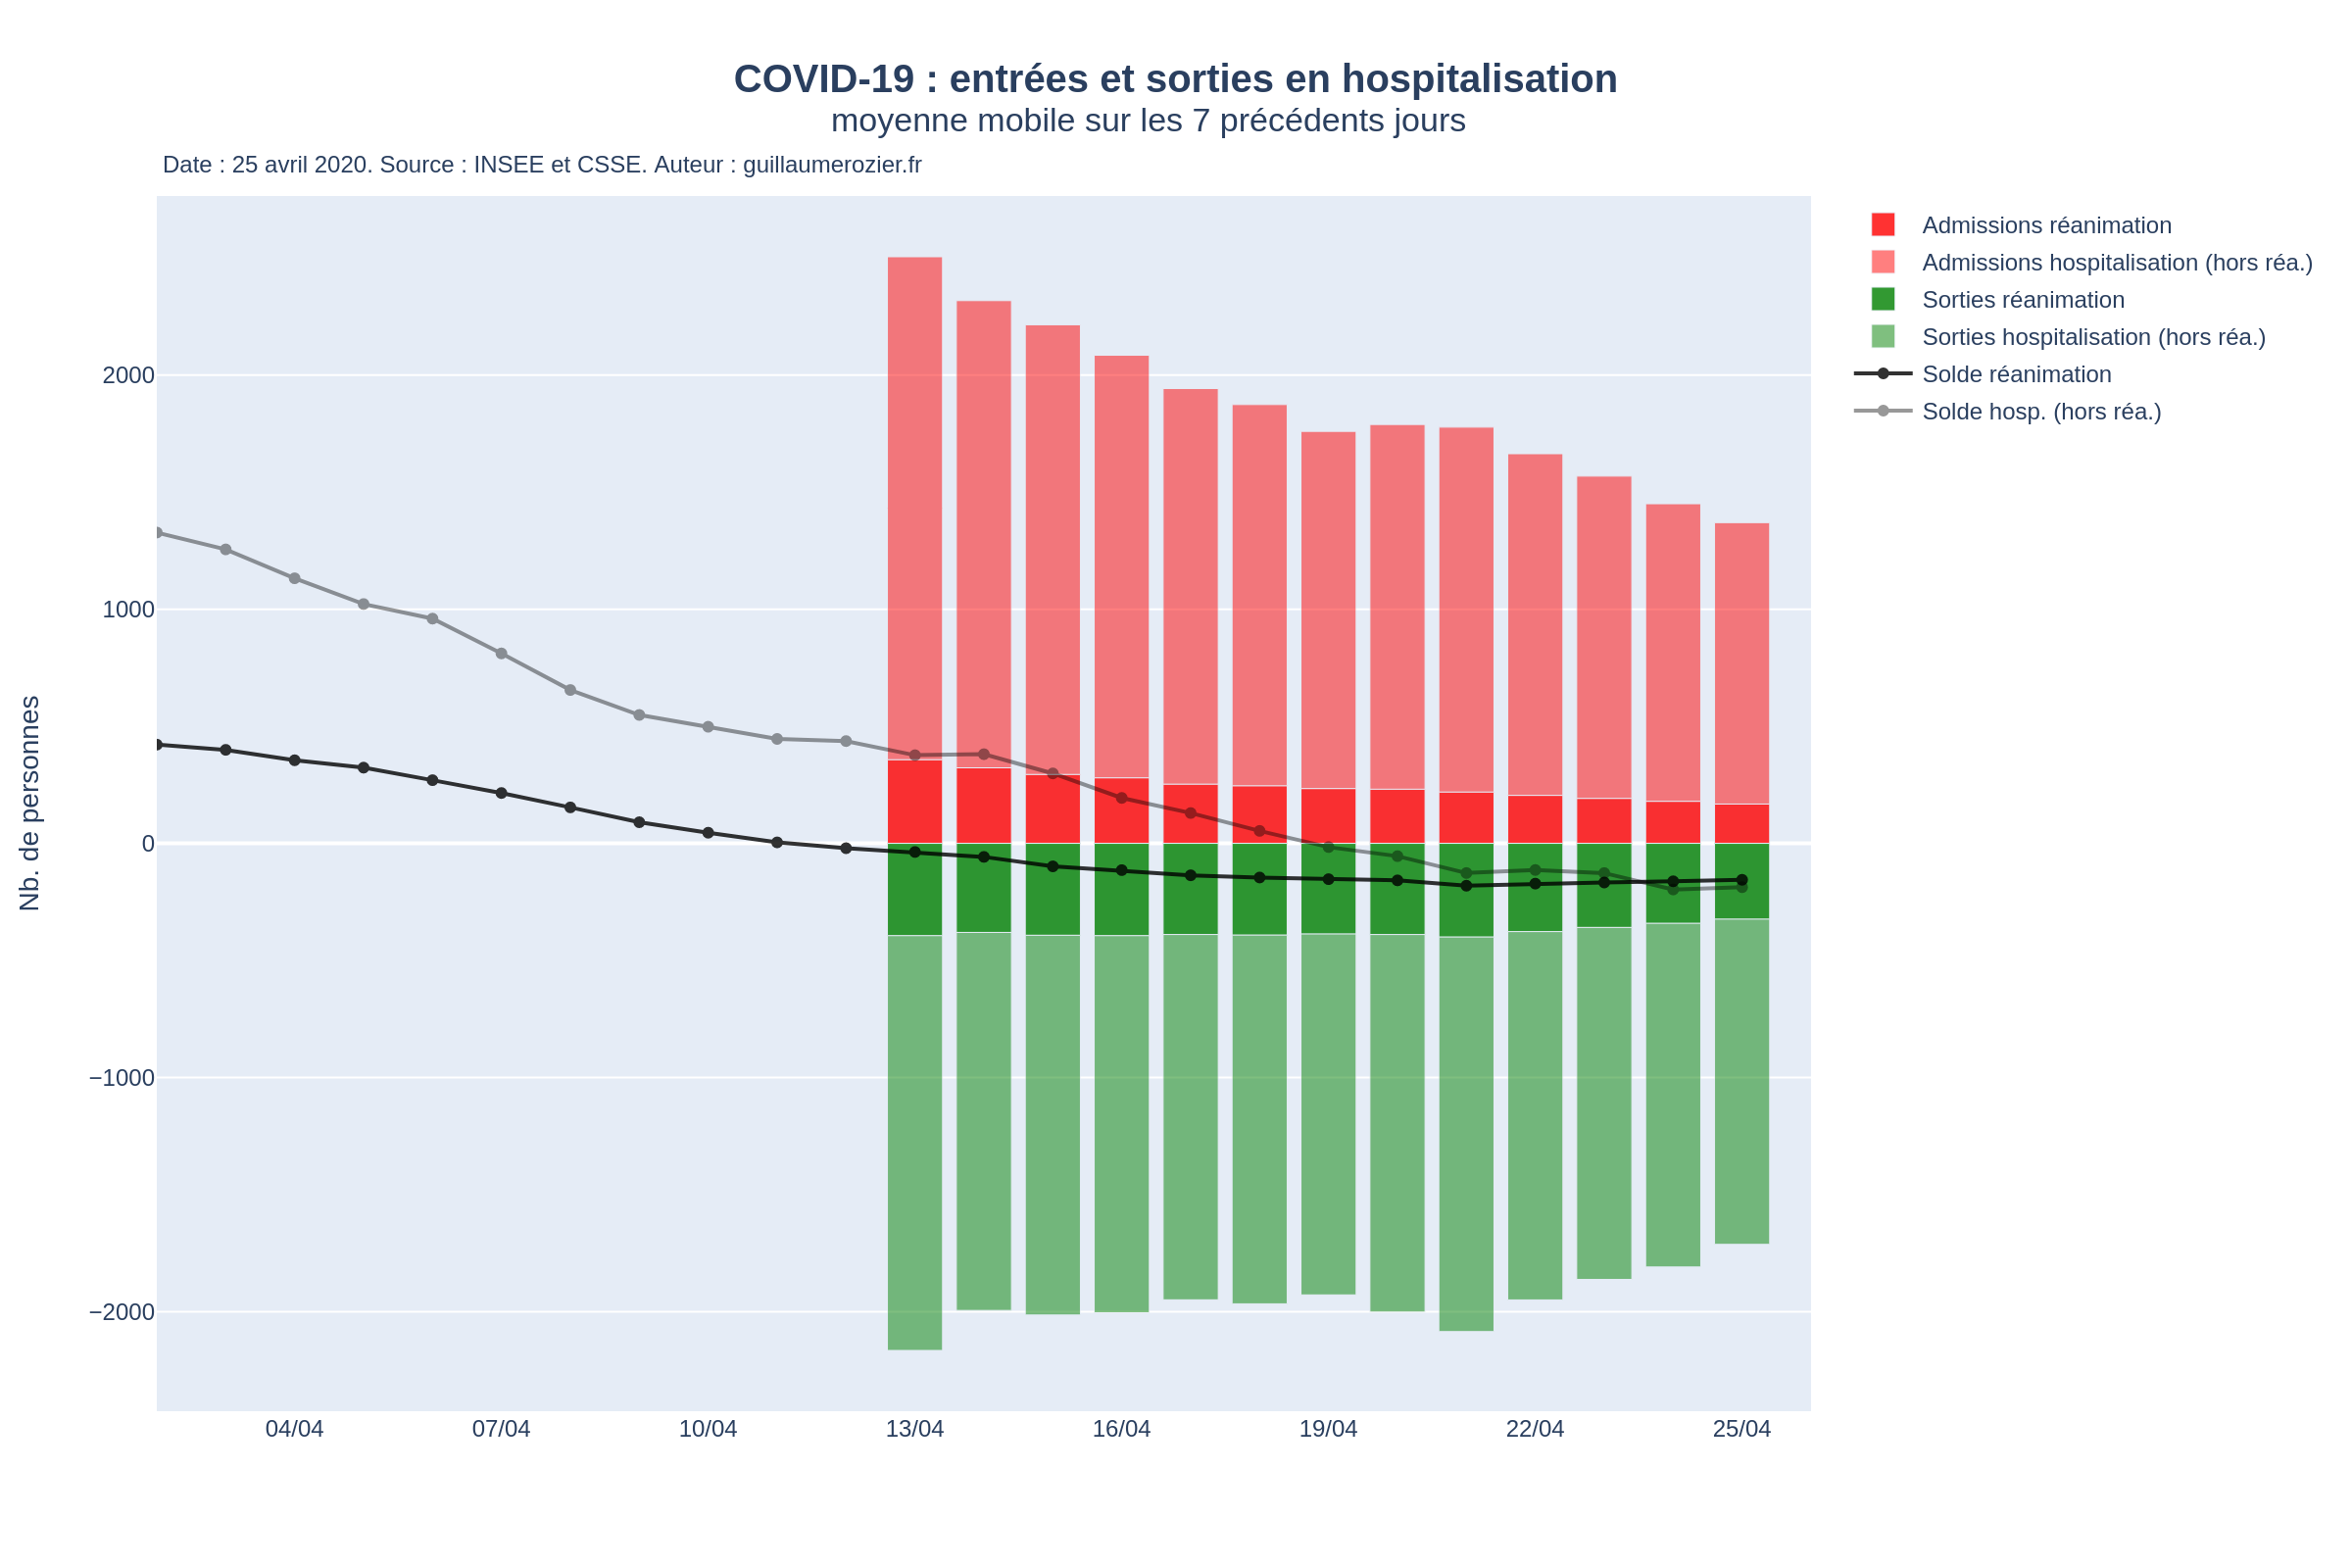 COVID-19 : entrées et sorties en hospitalisation
moyenne mobile sur les 7 précédents jours
Date : 25 avril 2020. Source : INSEE et CSSE. Auteur : guillaumerozier.fr
Admissions réanimation
Admissions hospitalisation (hors réa.)
Sorties réanimation
Sorties hospitalisation (hors réa.)
Solde réanimation
Solde hosp. (hors réa.)
Nb. de personnes
2000
1000
0
−1000
−2000
04/04
07/04
10/04
13/04
16/04
19/04
22/04
25/04